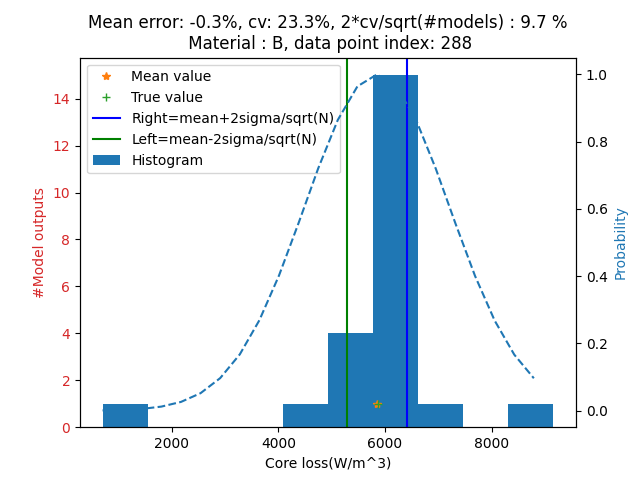 Mean error: -0.3%, cv: 23.3%, 2*cv/sqrt(#models) : 9.7 %
Material : B, data point index: 288
Mean value
True value
Right=mean+2sigma/sqrt(N)
Left=mean-2sigma/sqrt(N)
Histogram
#Model outputs
14
12
10
8
6
4
2
0
1.0
0.8
0.6
0.4
0.2
0.0
Probability
2000 4000 6000 8000
Core loss(W/m^3)